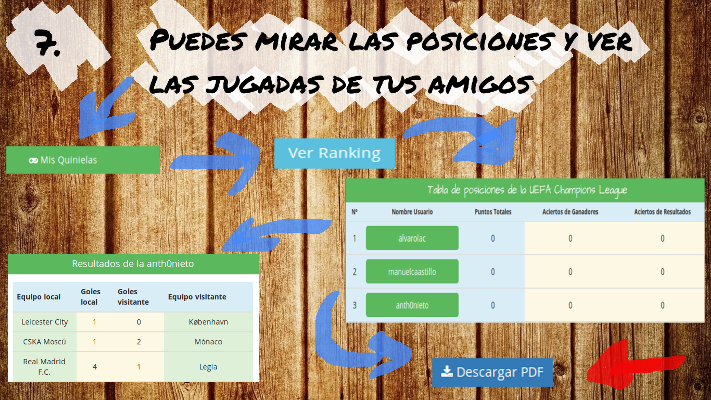 7.
Puedes mirar las posiciones y ver
las jugadas de tus amigos
Mis Quinielas
Ver Ranking
Tabla de posiciones de la UEFA Champions League
Nº Nombre Usuario Puntos Totales Aciertos de Ganadores Aciertos de Resultados
1 alvarolac 0 0 0
2 manuelcaastillo 0 0 0
3 anth0nieto 0 0 0
Resultados de la anth0nieto
Equipo local Goles local Goles visitante Equipo visitante
Leicester City 1 0 København
CSKA Moscú 1 2 Mónaco
Real Madrid F.C. 4 1 Legia
Descargar PDF